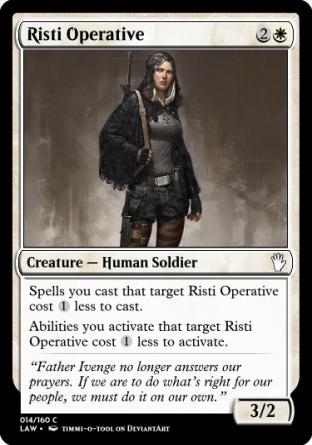 Risti Operative 2
Creature — Human Soldier
Spells you cast that target Risti Operative
cost 1 less to cast.
Abilities you activate that target Risti
Operative cost 1 less to activate.
“Father Ivenge no longer answers our
prayers. If we are to do what’s right for our
people, we must do it on our own.”
3/2
014/160 C
LAW • TIMMI-O-TOOL ON DEVIANTART